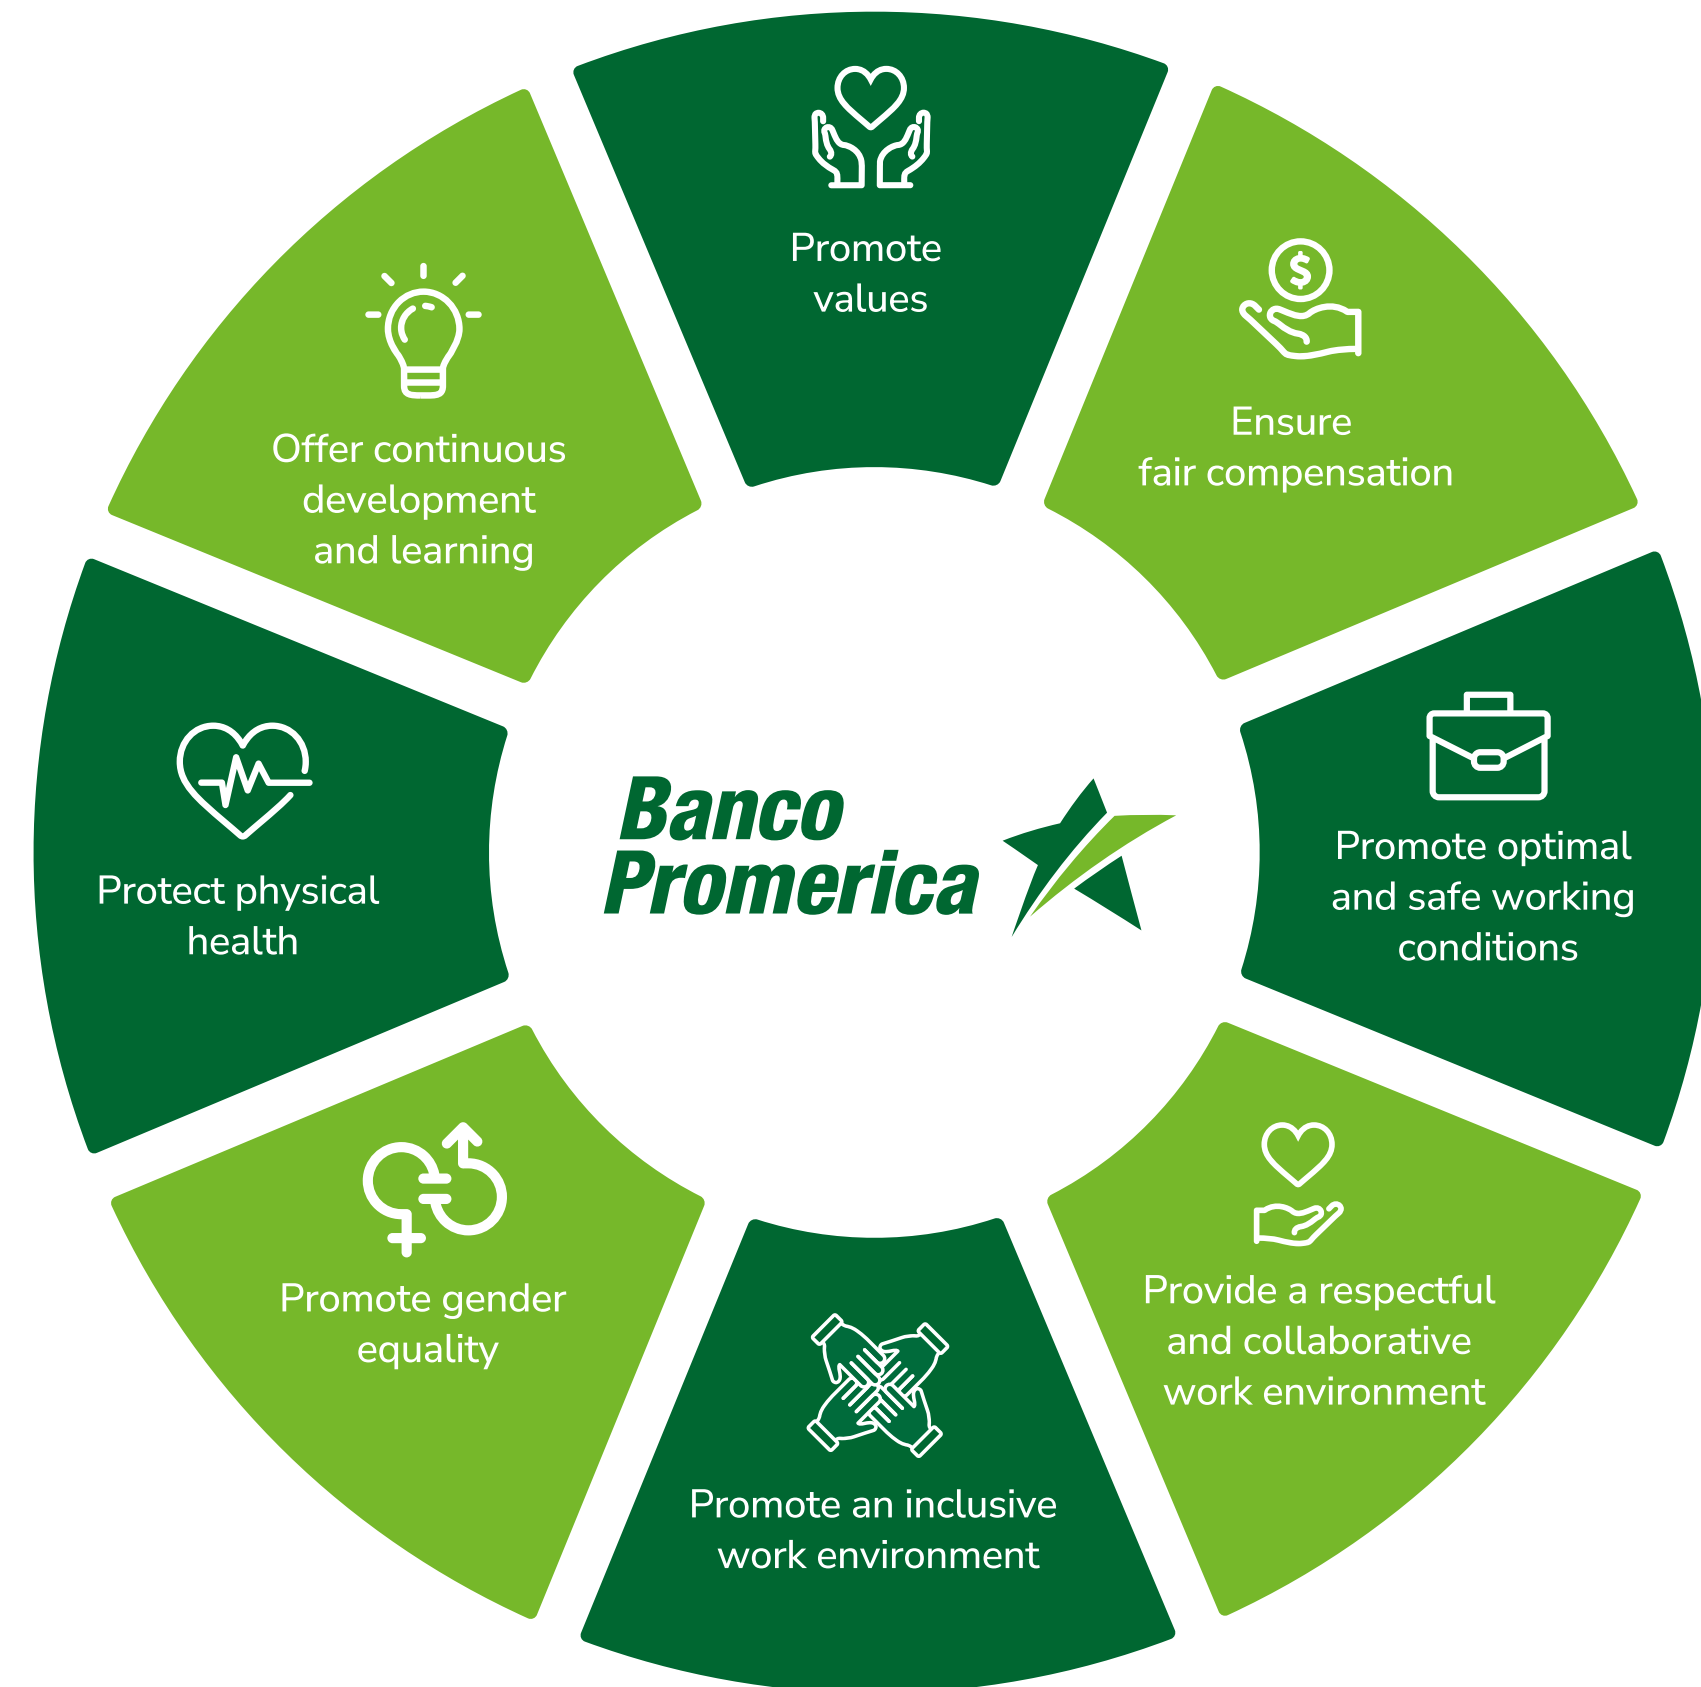 Promote
values
Ensure
fair compensation
Promote optimal
and safe working
conditions
Provide a respectful
and collaborative
work environment
Promote an inclusive
work environment
Promote gender
equality
Protect physical
health
Offer continuous
development
and learning
Banco
Promerica
$